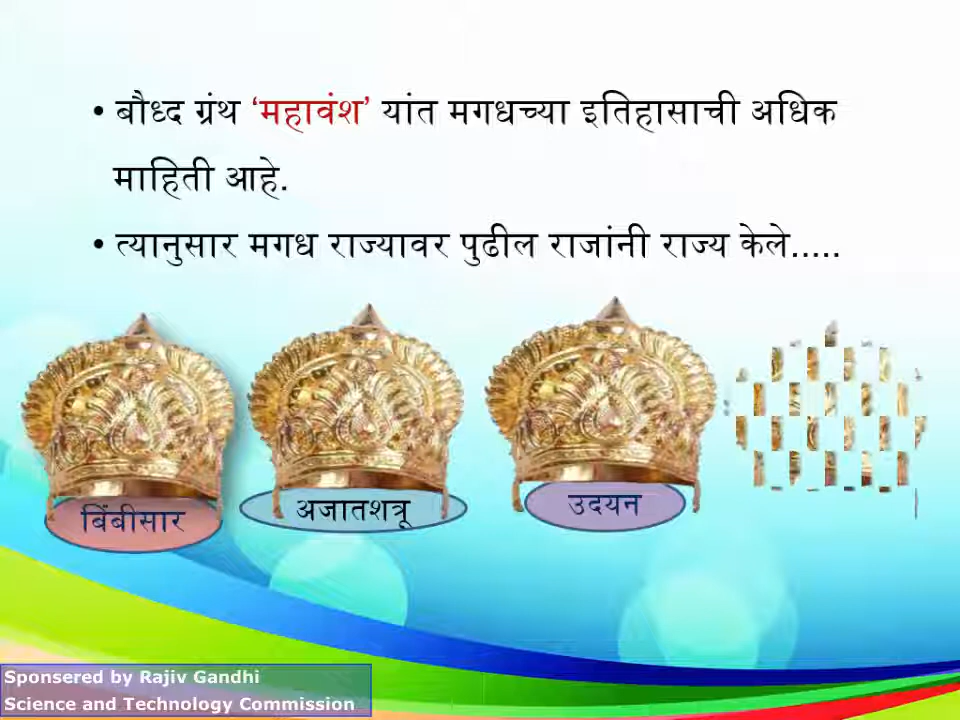 • बौध्द ग्रंथ ‘महावंश’ यांत मगधच्या इतिहासाची अधिक
माहिती आहे.
• त्यानुसार मगध राज्यावर पुढील राजांनी राज्य केले.....
बिंबीसार
अजातशत्रू
उदयन
Sponsered by Rajiv Gandhi
Science and Technology Commission